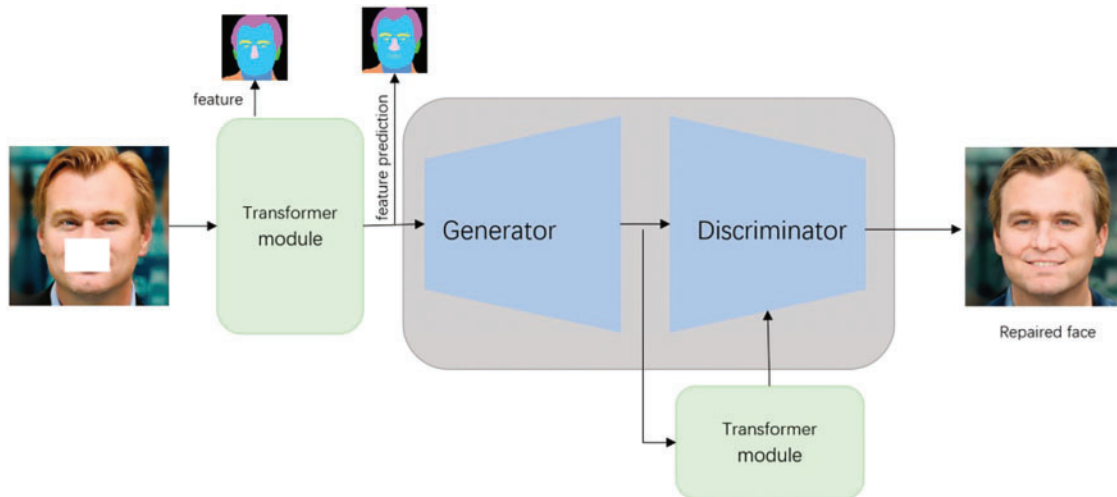 feature
feature prediction
Transformer
module
Generator
Discriminator
Repaired face
Transformer
module